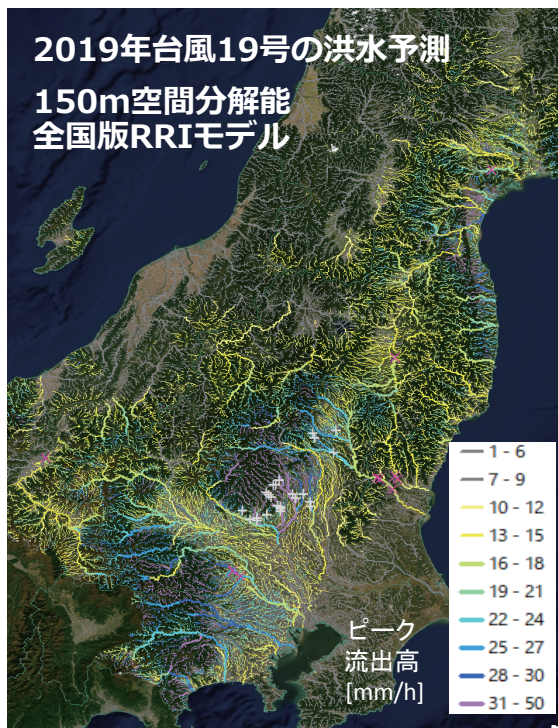 2019年台風19号の洪水予測
150m空間分解能
全国版RRIモデル
1 - 6
7 - 9
10 - 12
13 - 15
16 - 18
19 - 21
22 - 24
25 - 27
28 - 30
31 - 50
ピーク
流出高
[mm/h]